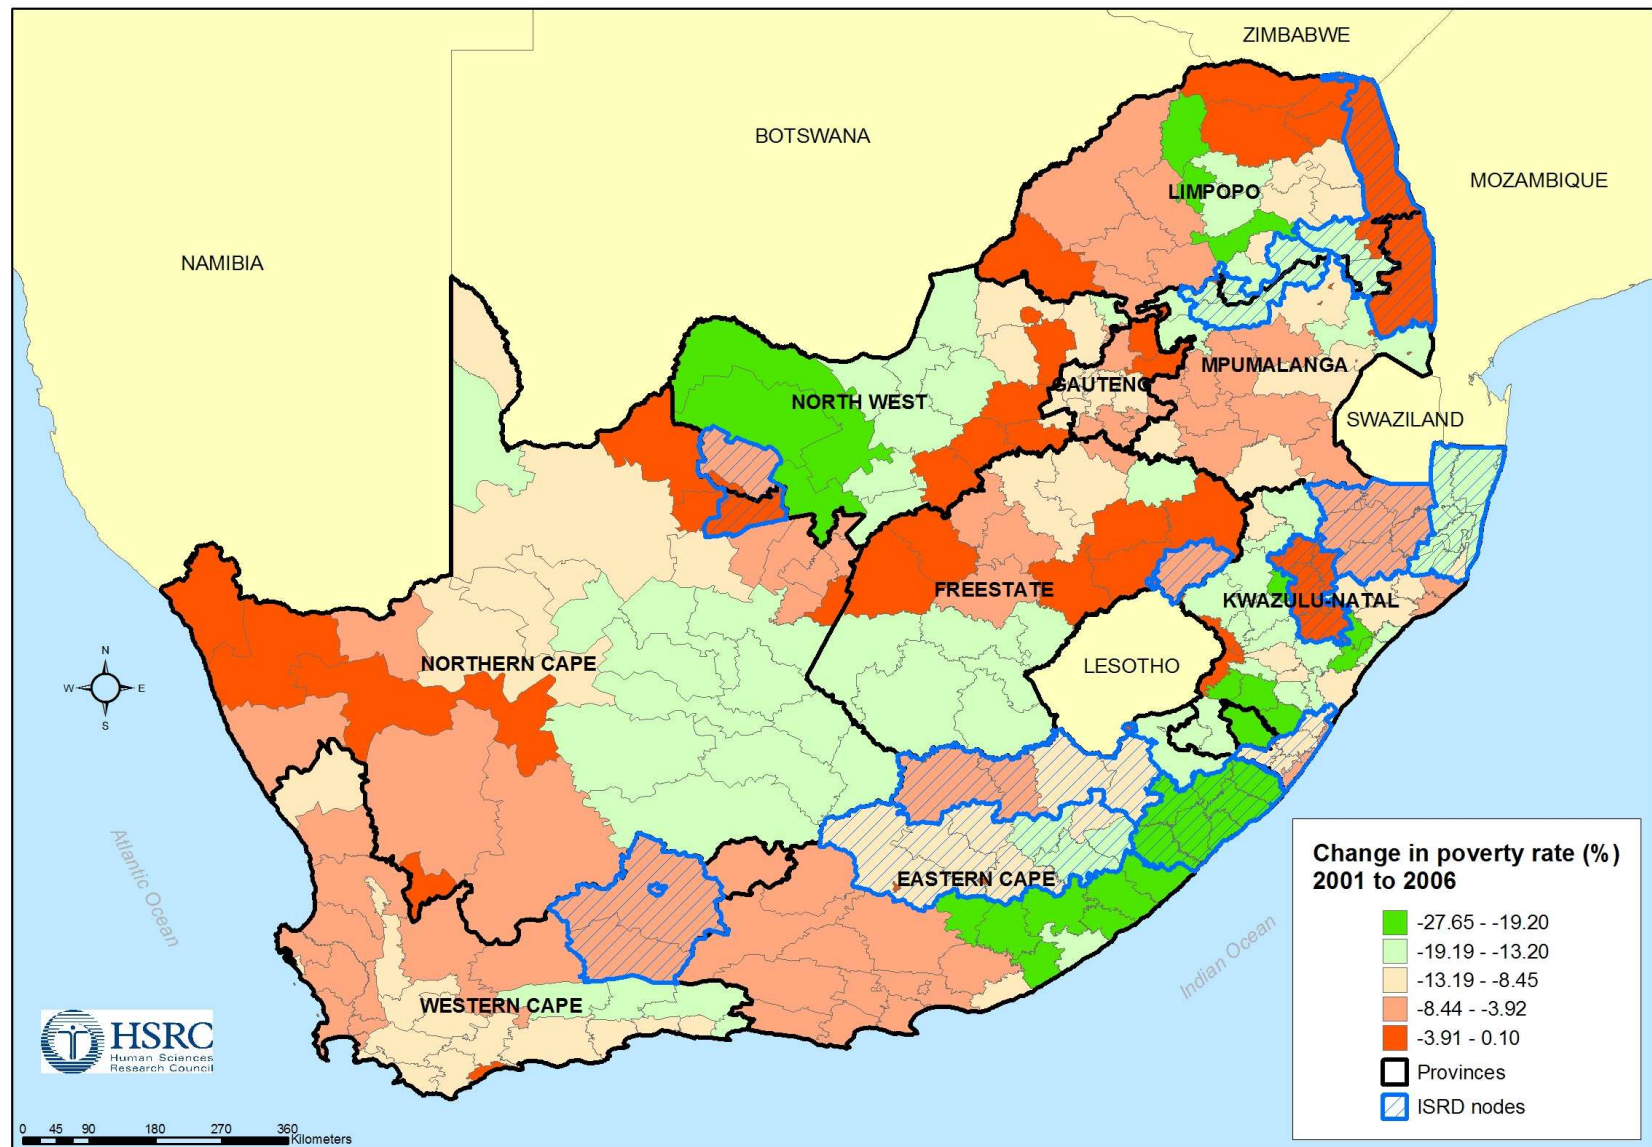 ZIMBABWE
BOTSWANA
MOZAMBIQUE
LIMPOPO
NAMIBIA
MPUMALANGA
GAUTENG
NORTH WEST
SWAZILAND
FREESTATE
KWAZULU-NATAL
NORTHERN CAPE
LESOTHO
N
W
E
S
Atlantic Ocean
EASTERN CAPE
Indian Ocean
WESTERN CAPE
HSRC
Human Sciences
Research Council
0 45 90 180 270 360
Kilometers
Change in poverty rate (%)
2001 to 2006
-27.65 - -19.20
-19.19 - -13.20
-13.19 - -8.45
-8.44 - -3.92
-3.91 - 0.10
Provinces
ISRD nodes